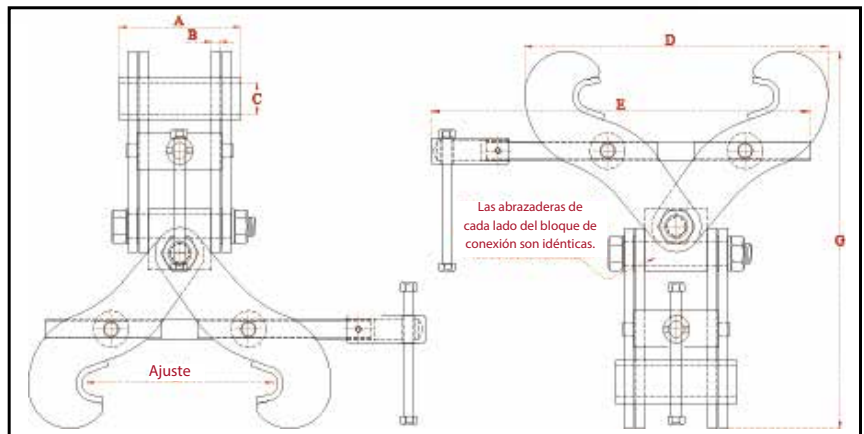 A
B
C
Ajuste
D
E
Las abrazaderas de
cada lado del bloque de
conexión son idénticas.
G